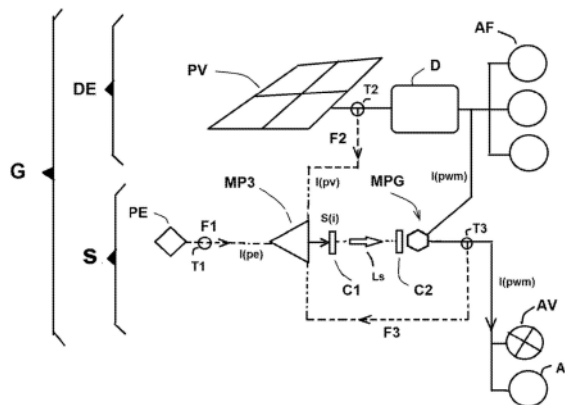 AF
PV
D
DE
T2
F2
G
MP3
I(pv)
MPG
I(pwm)
PE
F1
S(i)
T3
S
T1
I(pe)
C1
Ls
C2
I(pwm)
AV
F3
A